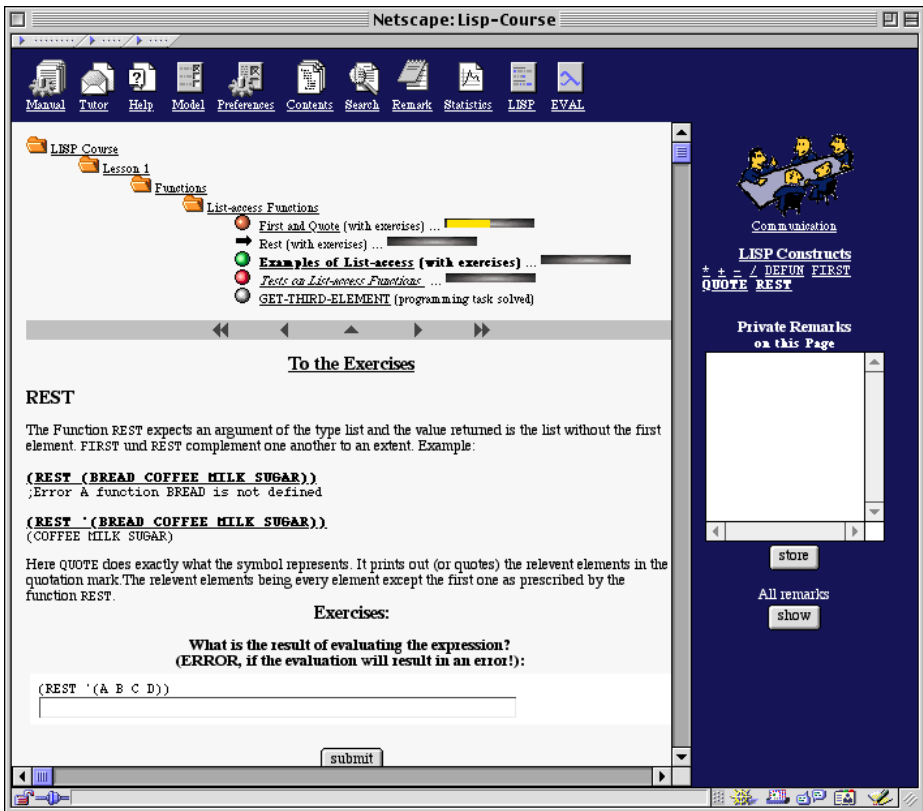 Netscape: Lisp-Course
Manual Tutor Help Model Preferences Contents Search Remark Statistics LISP EVAL
LISP Course
Lesson 1
Functions
List-access Functions
First and Quote (with exercises) ...
Rest (with exercises) ...
Examples of List-access (with exercises) ...
Tests on List-access Functions ...
GET-THIRD-ELEMENT (programming task solved)
To the Exercises
REST
The Function REST expects an argument of the type list and the value returned is the list without the first
element. FIRST und REST complement one another to an extent. Example:
(REST (BREAD COFFEE MILK SUGAR))
;Error A function BREAD is not defined
(REST '(BREAD COFFEE MILK SUGAR))
(COFFEE MILK SUGAR)
Here QUOTE does exactly what the symbol represents. It prints out (or quotes) the relevent elements in the
quotation mark.The relevent elements being every element except the first one as prescribed by the
function REST.
Exercises:
What is the result of evaluating the expression?
(ERROR, if the evaluation will result in an error!):
(REST '(A B C D))
submit
Communication
LISP Constructs
* + - / DEFUN FIRST
QUOTE REST
Private Remarks
on this Page
store
All remarks
show